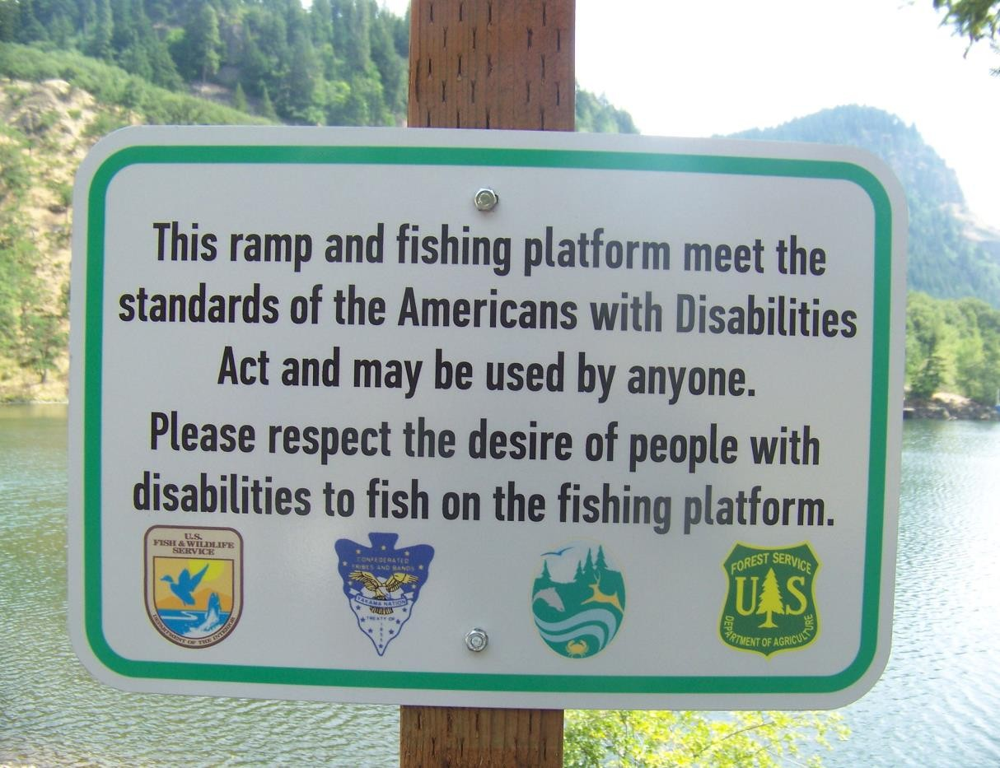 This ramp and fishing platform meet the
standards of the Americans with Disabilities
Act and may be used by anyone.
Please respect the desire of people with
disabilities to fish on the fishing platform.
U.S.
FISH & WILDLIFE
SERVICE
DEPARTMENT OF THE INTERIOR
CONFEDERATED
TRIBES AND BANDS
YAKAMA NATION
TREATY OF
1855
FOREST SERVICE
US
DEPARTMENT OF AGRICULTURE